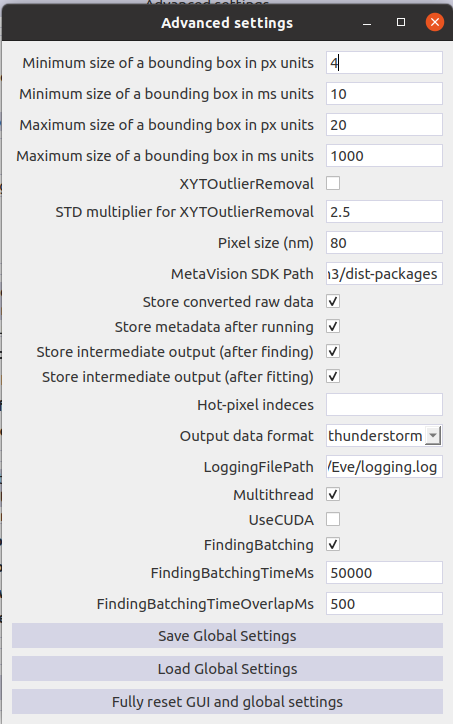 Advanced settings
Minimum size of a bounding box in px units 4
Minimum size of a bounding box in ms units 10
Maximum size of a bounding box in px units 20
Maximum size of a bounding box in ms units 1000
XYTOutlierRemoval
STD multiplier for XYTOutlierRemoval 2.5
Pixel size (nm) 80
MetaVision SDK Path n3/dist-packages
Store converted raw data
Store metadata after running
Store intermediate output (after finding)
Store intermediate output (after fitting)
Hot-pixel indeces
Output data format thunderstorm
LoggingFilePath /Eve/logging.log
Multithread
UseCUDA
FindingBatching
FindingBatchingTimeMs 50000
FindingBatchingTimeOverlapMs 500
Save Global Settings
Load Global Settings
Fully reset GUI and global settings